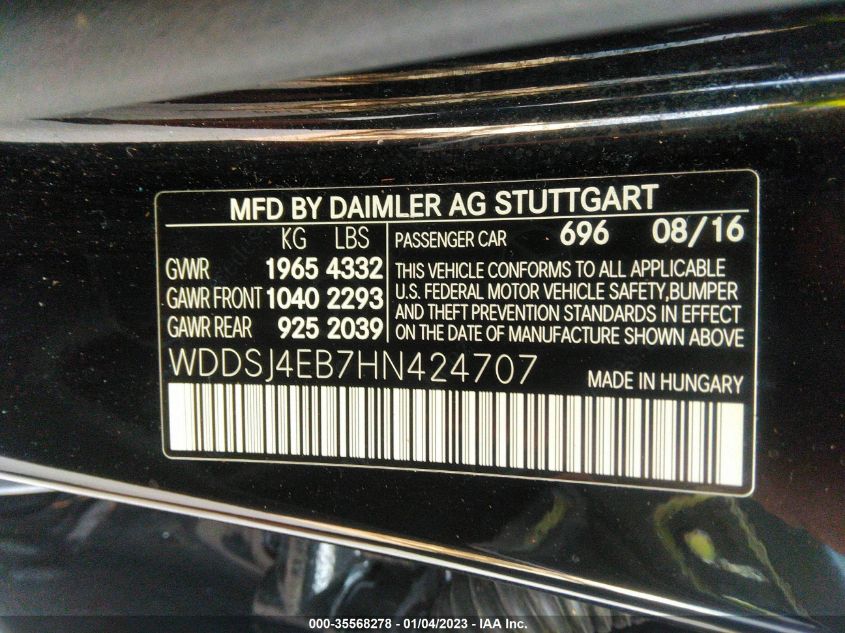 MFD BY DAIMLER AG STUTTGART
KG LBS
GVWR 1965 4332
GAWR FRONT 1040 2293
GAWR REAR 925 2039
PASSENGER CAR 696 08/16
THIS VEHICLE CONFORMS TO ALL APPLICABLE
U.S. FEDERAL MOTOR VEHICLE SAFETY,BUMPER
AND THEFT PREVENTION STANDARDS IN EFFECT
ON THE DATE OF MANUFACTURE SHOWN ABOVE
WDDSJ4EB7HN424707
MADE IN HUNGARY
000-35568278 - 01/04/2023 - IAA Inc.